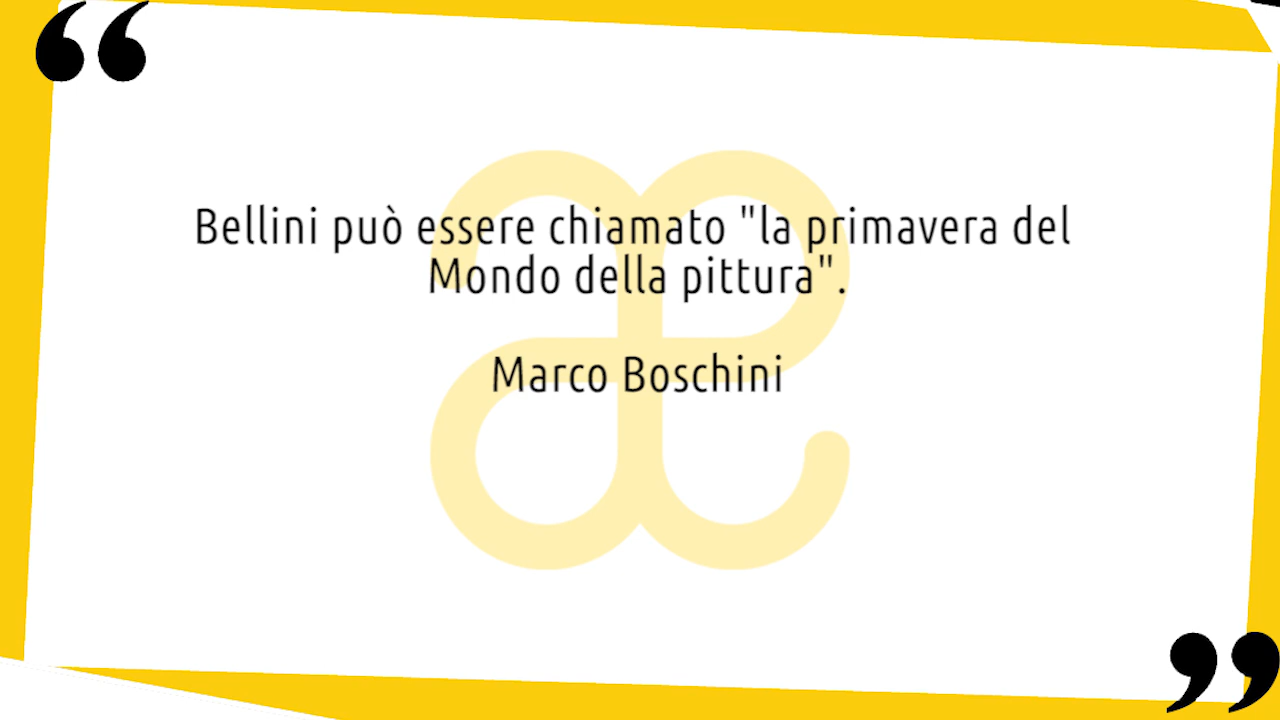 Bellini può essere chiamato "la primavera del
Mondo della pittura".
Marco Boschini